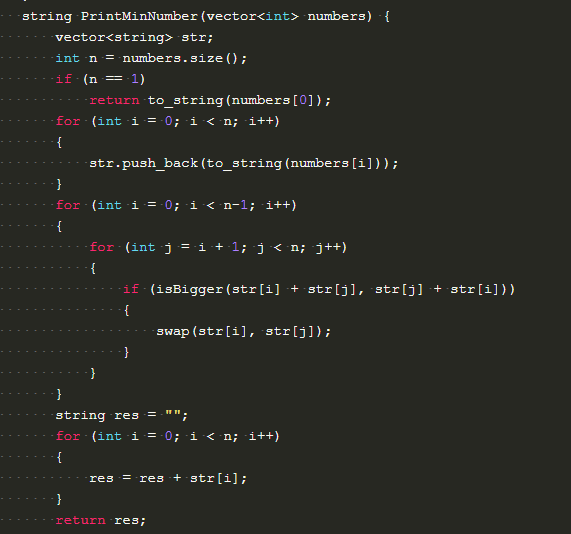 string PrintMinNumber(vector<int> numbers) {
vector<string> str;
int n = numbers.size();
if (n == 1)
return to_string(numbers[0]);
for (int i = 0; i < n; i++)
{
str.push_back(to_string(numbers[i]));
}
for (int i = 0; i < n-1; i++)
{
for (int j = i + 1; j < n; j++)
{
if (isBigger(str[i] + str[j], str[j] + str[i]))
{
swap(str[i], str[j]);
}
}
}
string res = "";
for (int i = 0; i < n; i++)
{
res = res + str[i];
}
return res;